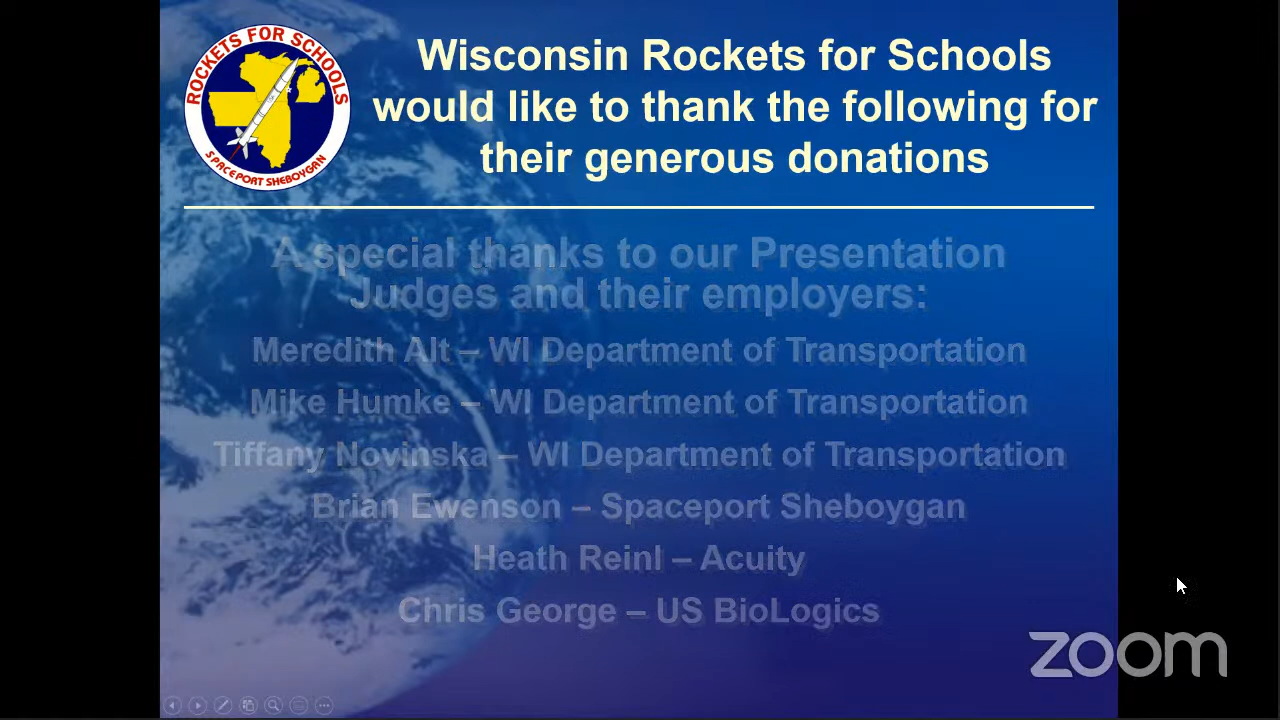 ROCKETS FOR SCHOOLS
SPACEPORT SHEBOYGAN
Wisconsin Rockets for Schools
would like to thank the following for
their generous donations
A special thanks to our Presentation
Judges and their employers:
Meredith Alt – WI Department of Transportation
Mike Humke – WI Department of Transportation
Tiffany Novinska – WI Department of Transportation
Brian Ewenson – Spaceport Sheboygan
Heath Reinl – Acuity
Chris George – US BioLogics
zoom